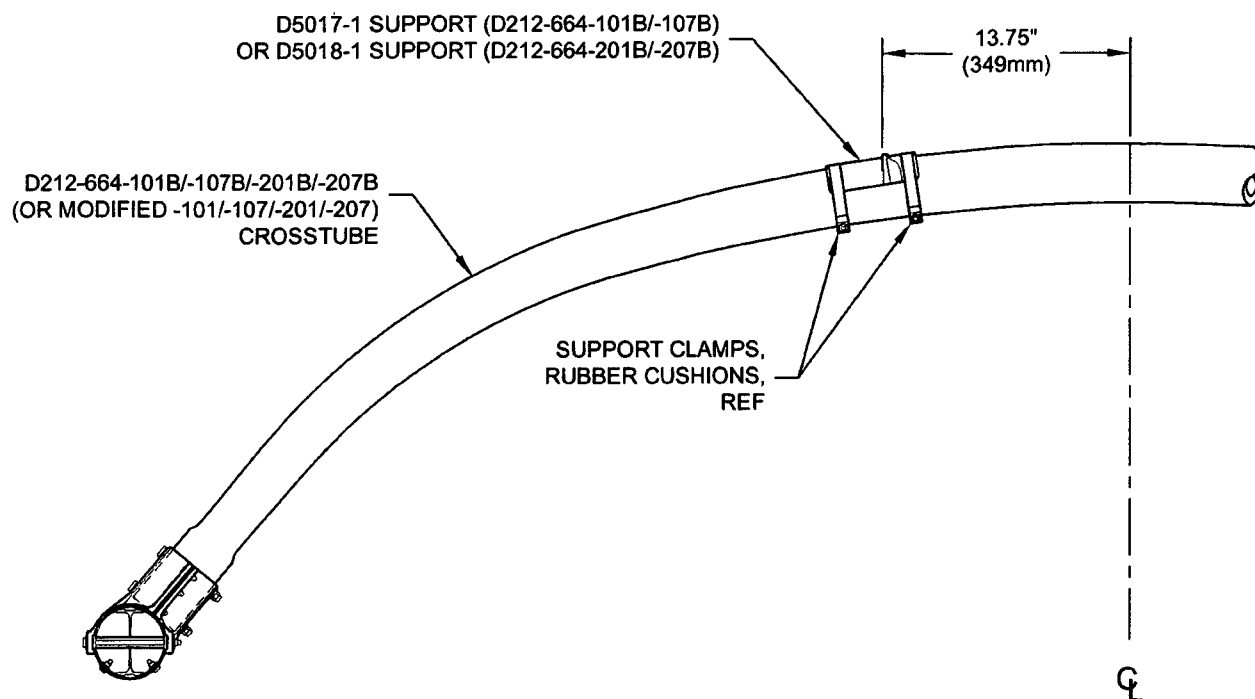 D5017-1 SUPPORT (D212-664-101B/-107B)
OR D5018-1 SUPPORT (D212-664-201B/-207B)
13.75"
(349mm)
D212-664-101B/-107B/-201B/-207B
(OR MODIFIED -101/-107/-201/-207)
CROSSTUBE
SUPPORT CLAMPS,
RUBBER CUSHIONS,
REF
℄